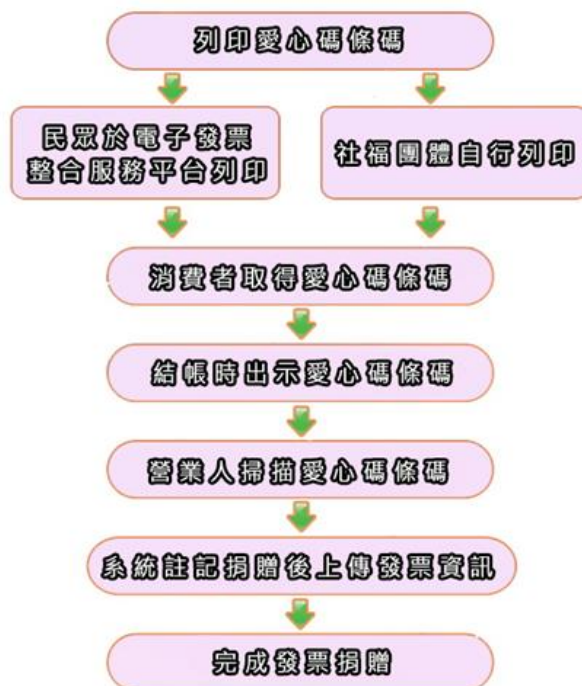 列印愛心碼條碼
民眾於電子發票
整合服務平台列印
社福團體自行列印
消費者取得愛心碼條碼
結帳時出示愛心碼條碼
營業人掃描愛心碼條碼
系統註記捐贈後上傳發票資訊
完成發票捐贈